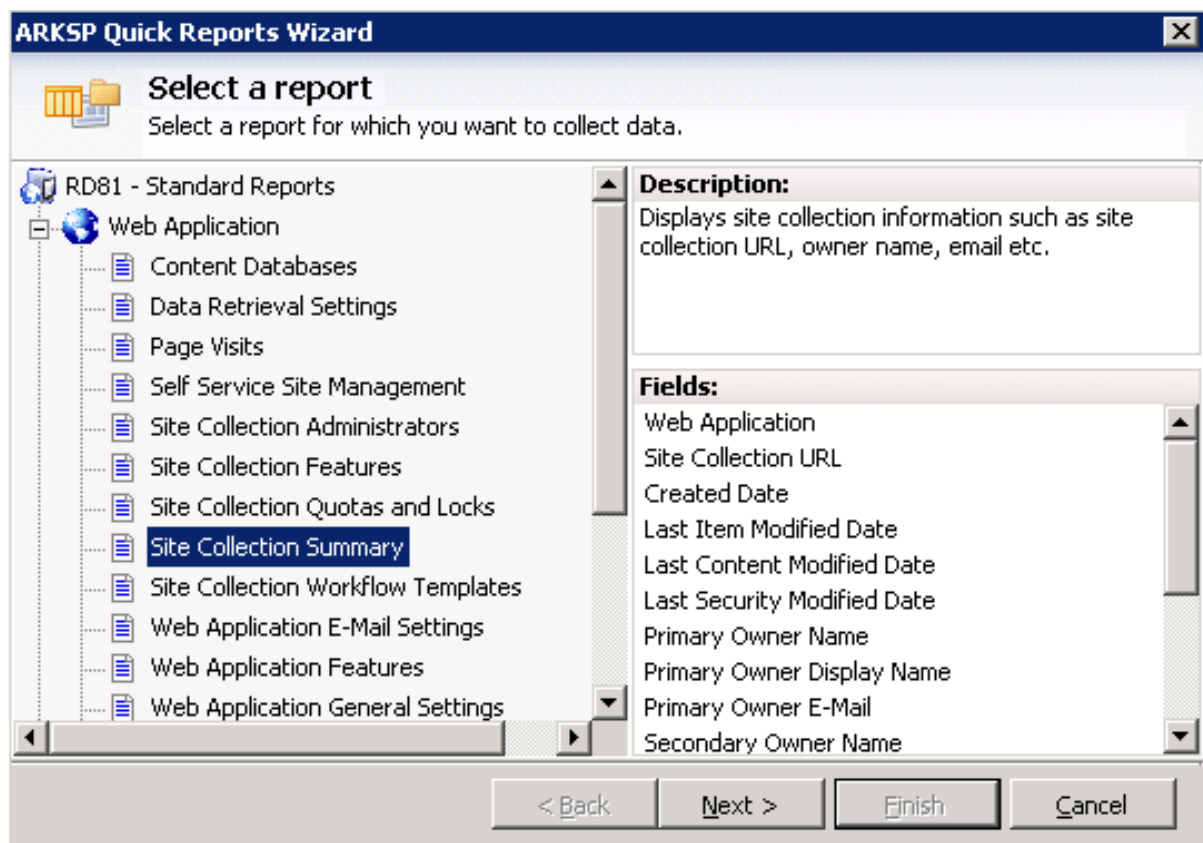 ARKSP Quick Reports Wizard
Select a report
Select a report for which you want to collect data.
RD81 - Standard Reports
Web Application
Content Databases
Data Retrieval Settings
Page Visits
Self Service Site Management
Site Collection Administrators
Site Collection Features
Site Collection Quotas and Locks
Site Collection Summary
Site Collection Workflow Templates
Web Application E-Mail Settings
Web Application Features
Web Application General Settings
Description:
Displays site collection information such as site
collection URL, owner name, email etc.
Fields:
Web Application
Site Collection URL
Created Date
Last Item Modified Date
Last Content Modified Date
Last Security Modified Date
Primary Owner Name
Primary Owner Display Name
Primary Owner E-Mail
Secondary Owner Name
< Back
Next >
Finish
Cancel